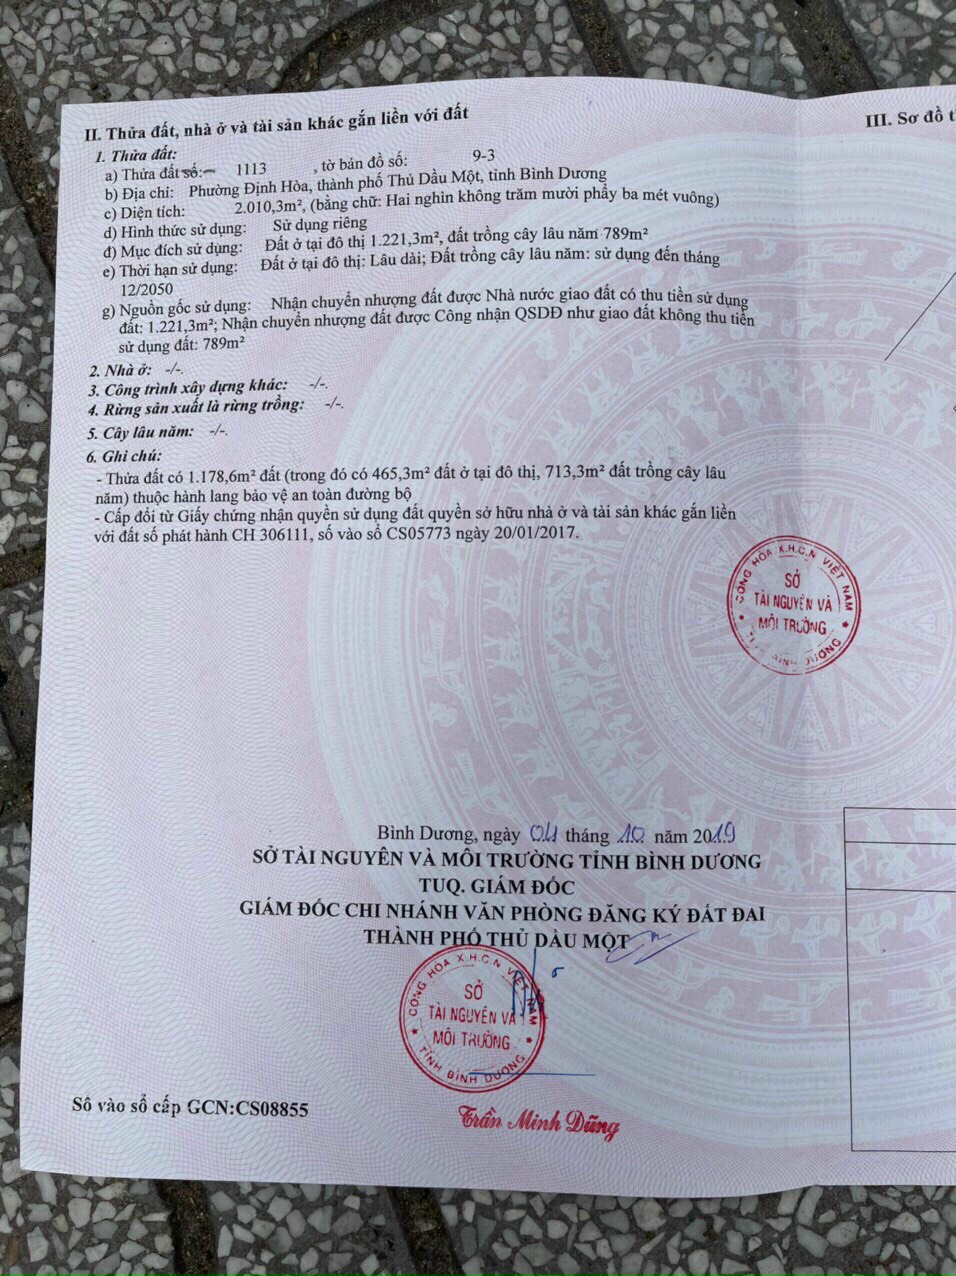 II. Thửa đất, nhà ở và tài sản khác gắn liền với đất
III. Sơ đồ t
1. Thửa đất:
a) Thửa đất số: 1113 , tờ bản đồ số: 9-3
b) Địa chỉ: Phường Định Hòa, thành phố Thủ Dầu Một, tỉnh Bình Dương
c) Diện tích: 2.010,3m², (bằng chữ: Hai nghìn không trăm mười phẩy ba mét vuông)
d) Hình thức sử dụng: Sử dụng riêng
đ) Mục đích sử dụng: Đất ở tại đô thị 1.221,3m², đất trồng cây lâu năm 789m²
e) Thời hạn sử dụng: Đất ở tại đô thị: Lâu dài; Đất trồng cây lâu năm: sử dụng đến tháng
12/2050
g) Nguồn gốc sử dụng: Nhận chuyển nhượng đất được Nhà nước giao đất có thu tiền sử dụng
đất: 1.221,3m²; Nhận chuyển nhượng đất được Công nhận QSDĐ như giao đất không thu tiền
sử dụng đất: 789m²
2. Nhà ở: -/-.
3. Công trình xây dựng khác: -/-.
4. Rừng sản xuất là rừng trồng: -/-.
5. Cây lâu năm: -/-.
6. Ghi chú:
- Thửa đất có 1.178,6m² đất (trong đó có 465,3m² đất ở tại đô thị, 713,3m² đất trồng cây lâu
năm) thuộc hành lang bảo vệ an toàn đường bộ
- Cấp đổi từ Giấy chứng nhận quyền sử dụng đất quyền sở hữu nhà ở và tài sản khác gắn liền
với đất số phát hành CH 306111, số vào sổ CS05773 ngày 20/01/2017.
CỘNG HÒA X.H.C.N VIỆT NAM
SỞ
TÀI NGUYÊN VÀ
MÔI TRƯỜNG
BÌNH DƯƠNG
Bình Dương, ngày 04 tháng 10 năm 2019
SỞ TÀI NGUYÊN VÀ MÔI TRƯỜNG TỈNH BÌNH DƯƠNG
TUQ. GIÁM ĐỐC
GIÁM ĐỐC CHI NHÁNH VĂN PHÒNG ĐĂNG KÝ ĐẤT ĐAI
THÀNH PHỐ THỦ DẦU MỘT
CỘNG HÒA X.H.C.N VIỆT NAM
SỞ
TÀI NGUYÊN VÀ
MÔI TRƯỜNG
TỈNH BÌNH DƯƠNG
Số vào sổ cấp GCN:CS08855
Trần Minh Dũng